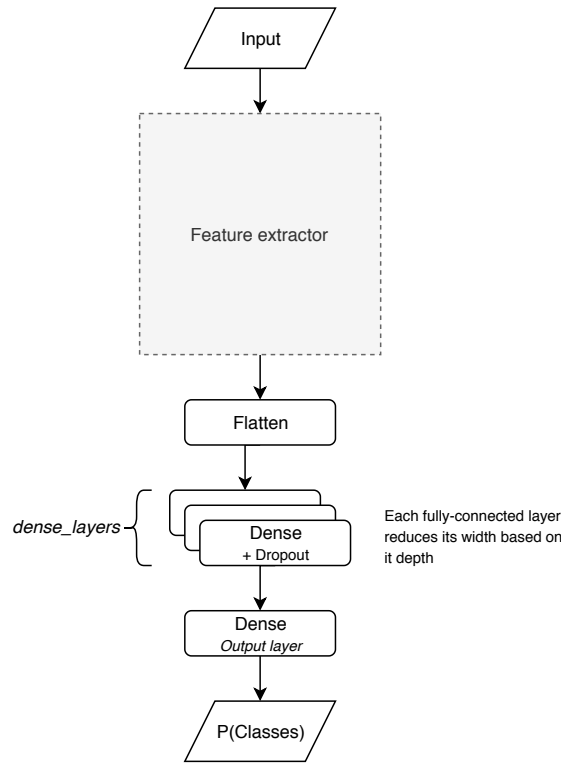 Input
Feature extractor
Flatten
dense_layers
Dense
+ Dropout
Each fully-connected layer
reduces its width based on
it depth
Dense
Output layer
P(Classes)